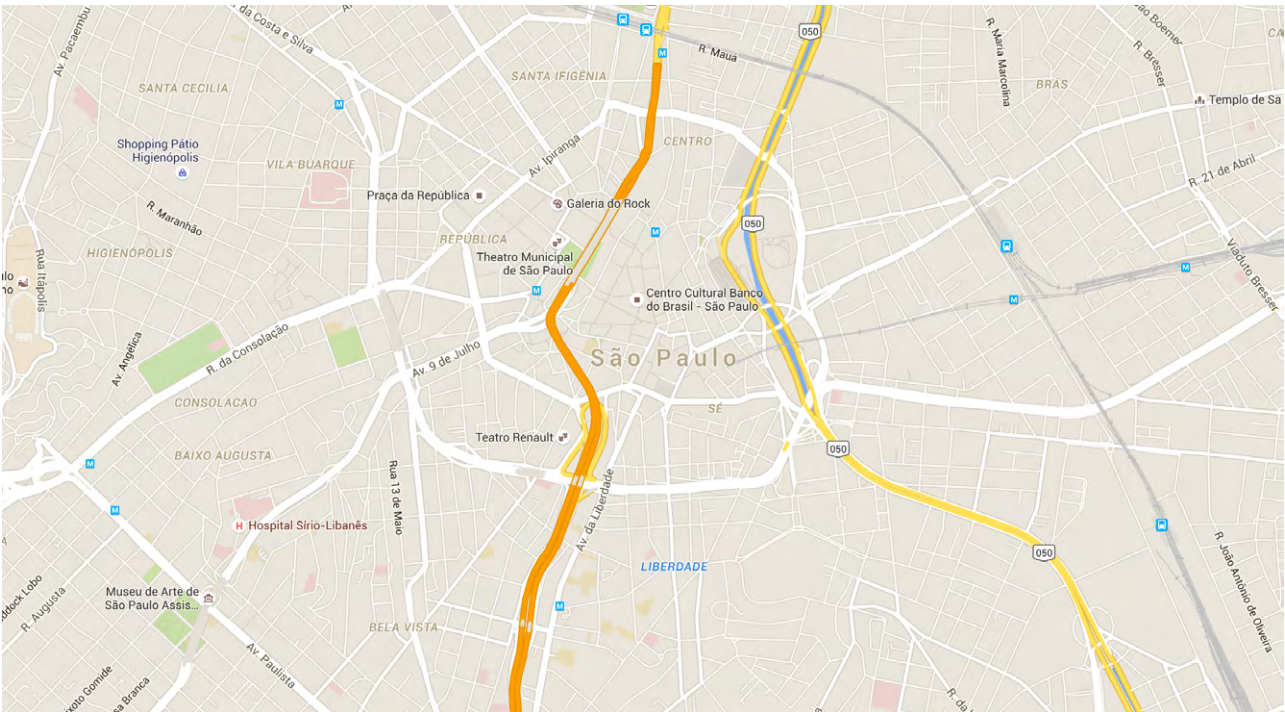 R. da Costa e Silva
Av. Pacaembu
SANTA CECILIA
SANTA IFIGÊNIA
R. Mauá
050
R. Maria Marcolina
R. Bresser
BRÁS
Templo de Sa
Shopping Pátio
Higienópolis
VILA BUARQUE
Av. Ipiranga
CENTRO
R. 21 de Abril
Praça da República
Galeria do Rock
R. Maranhão
050
HIGIENÓPOLIS
REPÚBLICA
Theatro Municipal
de São Paulo
Rua Itápolis
Viaduto Bresser
Centro Cultural Banco
do Brasil - São Paulo
R. da Consolação
Av. Angélica
Av. 9 de Julho
São Paulo
CONSOLACAO
SÉ
Teatro Renault
050
BAIXO AUGUSTA
Rua 13 de Maio
Av. da Liberdade
H Hospital Sírio-Libanês
050
LIBERDADE
R. João Antônio de Oliveira
Museu de Arte de
São Paulo Assis...
R. Augusta
BELA VISTA
Av. Paulista